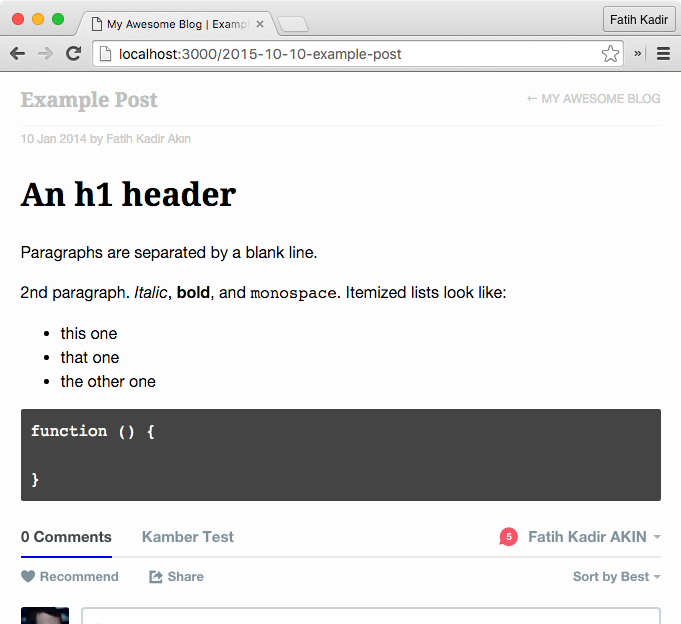 My Awesome Blog | Exampl
Fatih Kadir
localhost:3000/2015-10-10-example-post
Example Post
← MY AWESOME BLOG
10 Jan 2014 by Fatih Kadir Akın
An h1 header
Paragraphs are separated by a blank line.
2nd paragraph. Italic, bold, and monospace. Itemized lists look like:
• this one
• that one
• the other one
function () {
}
0 Comments
Kamber Test
5
Fatih Kadir AKIN
Recommend
Share
Sort by Best